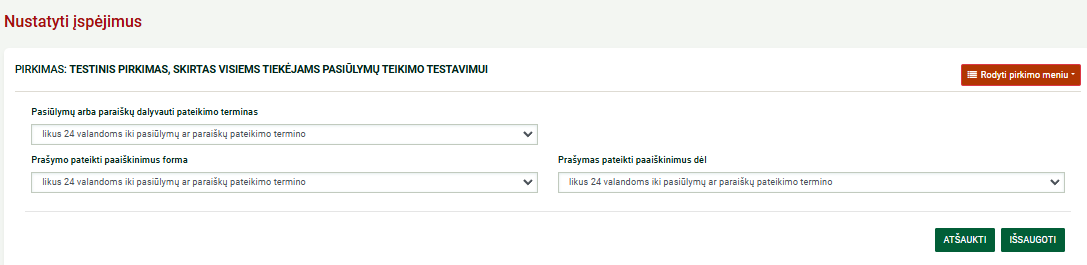 Nustatyti įspėjimus
PIRKIMAS: TESTINIS PIRKIMAS, SKIRTAS VISIEMS TIEKĖJAMS PASIŪLYMŲ TEIKIMO TESTAVIMUI
Rodyti pirkimo meniu
Pasiūlymų arba paraiškų dalyvauti pateikimo terminas
likus 24 valandoms iki pasiūlymų ar paraiškų pateikimo termino
Prašymo pateikti paaiškinimus forma
Prašymas pateikti paaiškinimus dėl
likus 24 valandoms iki pasiūlymų ar paraiškų pateikimo termino
likus 24 valandoms iki pasiūlymų ar paraiškų pateikimo termino
ATŠAUKTI
IŠSAUGOTI